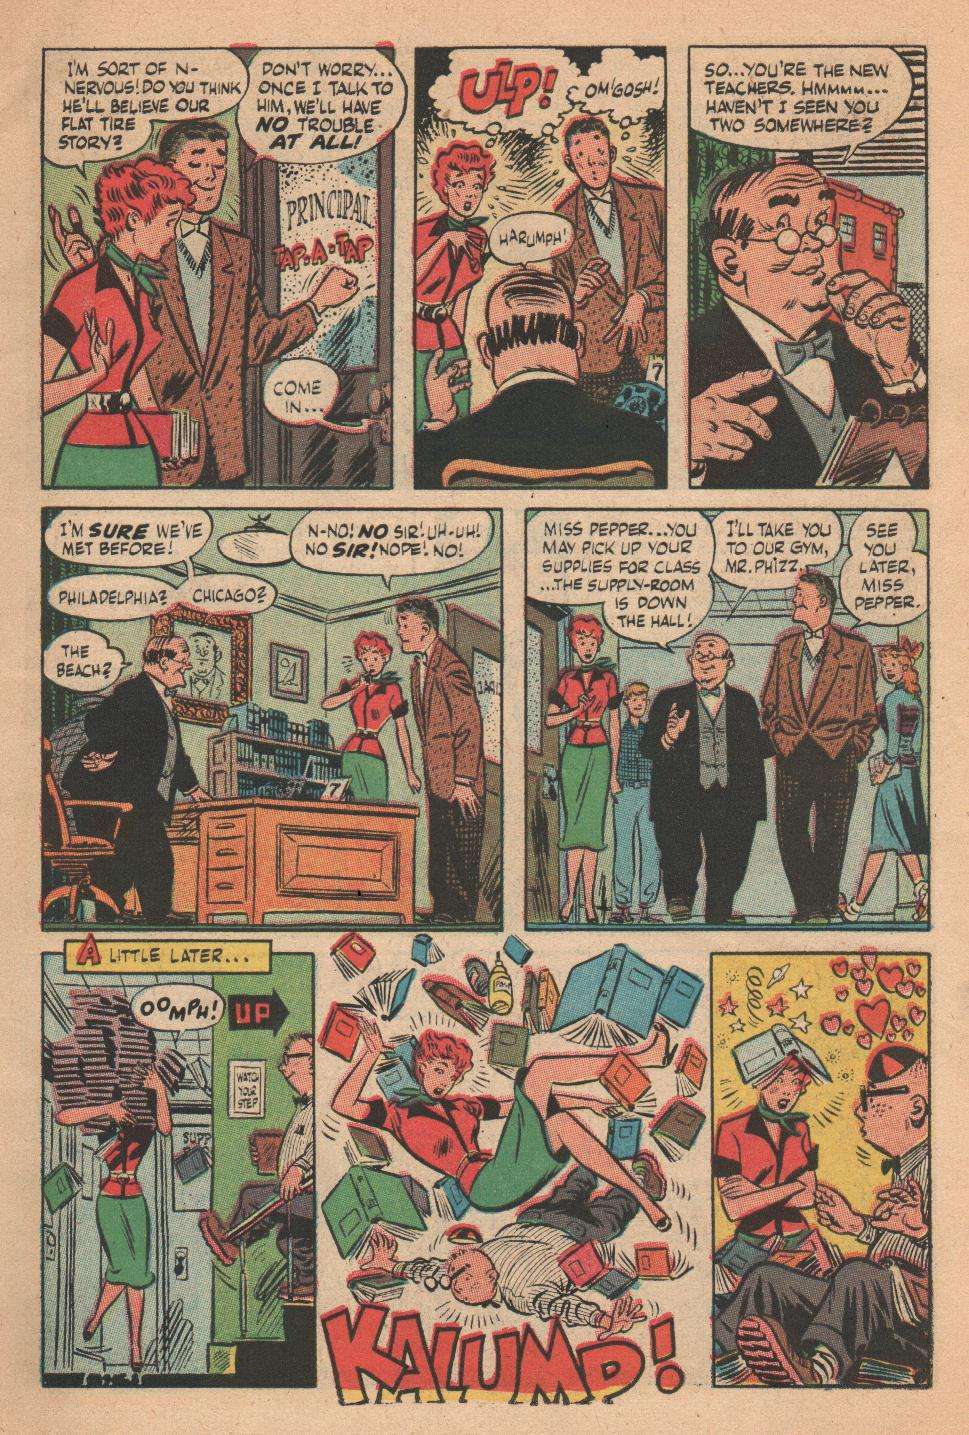 I'M SORT OF N-
NERVOUS! DO YOU THINK
HE'LL BELIEVE OUR
FLAT TIRE
STORY?
DON'T WORRY...
ONCE I TALK TO
HIM, WE'LL HAVE
NO TROUBLE
AT ALL!
PRINCIPAL
TAP-A-TAP
COME
IN...
ULP!
OM'GOSH!
HARUMPH!
7
SO...YOU'RE THE NEW
TEACHERS. HMMMM...
HAVEN'T I SEEN YOU
TWO SOMEWHERE?
I'M SURE WE'VE
MET BEFORE!
PHILADELPHIA? CHICAGO?
THE
BEACH?
N-NO! NO SIR! UH-UH!
NO SIR! NOPE! NO!
7
MISS PEPPER...YOU
MAY PICK UP YOUR
SUPPLIES FOR CLASS
...THE SUPPLY-ROOM
IS DOWN
THE HALL!
I'LL TAKE YOU
TO OUR GYM,
MR. PHIZZ.
SEE
YOU
LATER,
MISS
PEPPER.
A LITTLE LATER...
OOMPH!
UP
WATCH
YOUR
STEP
SUPP
KALUMP!